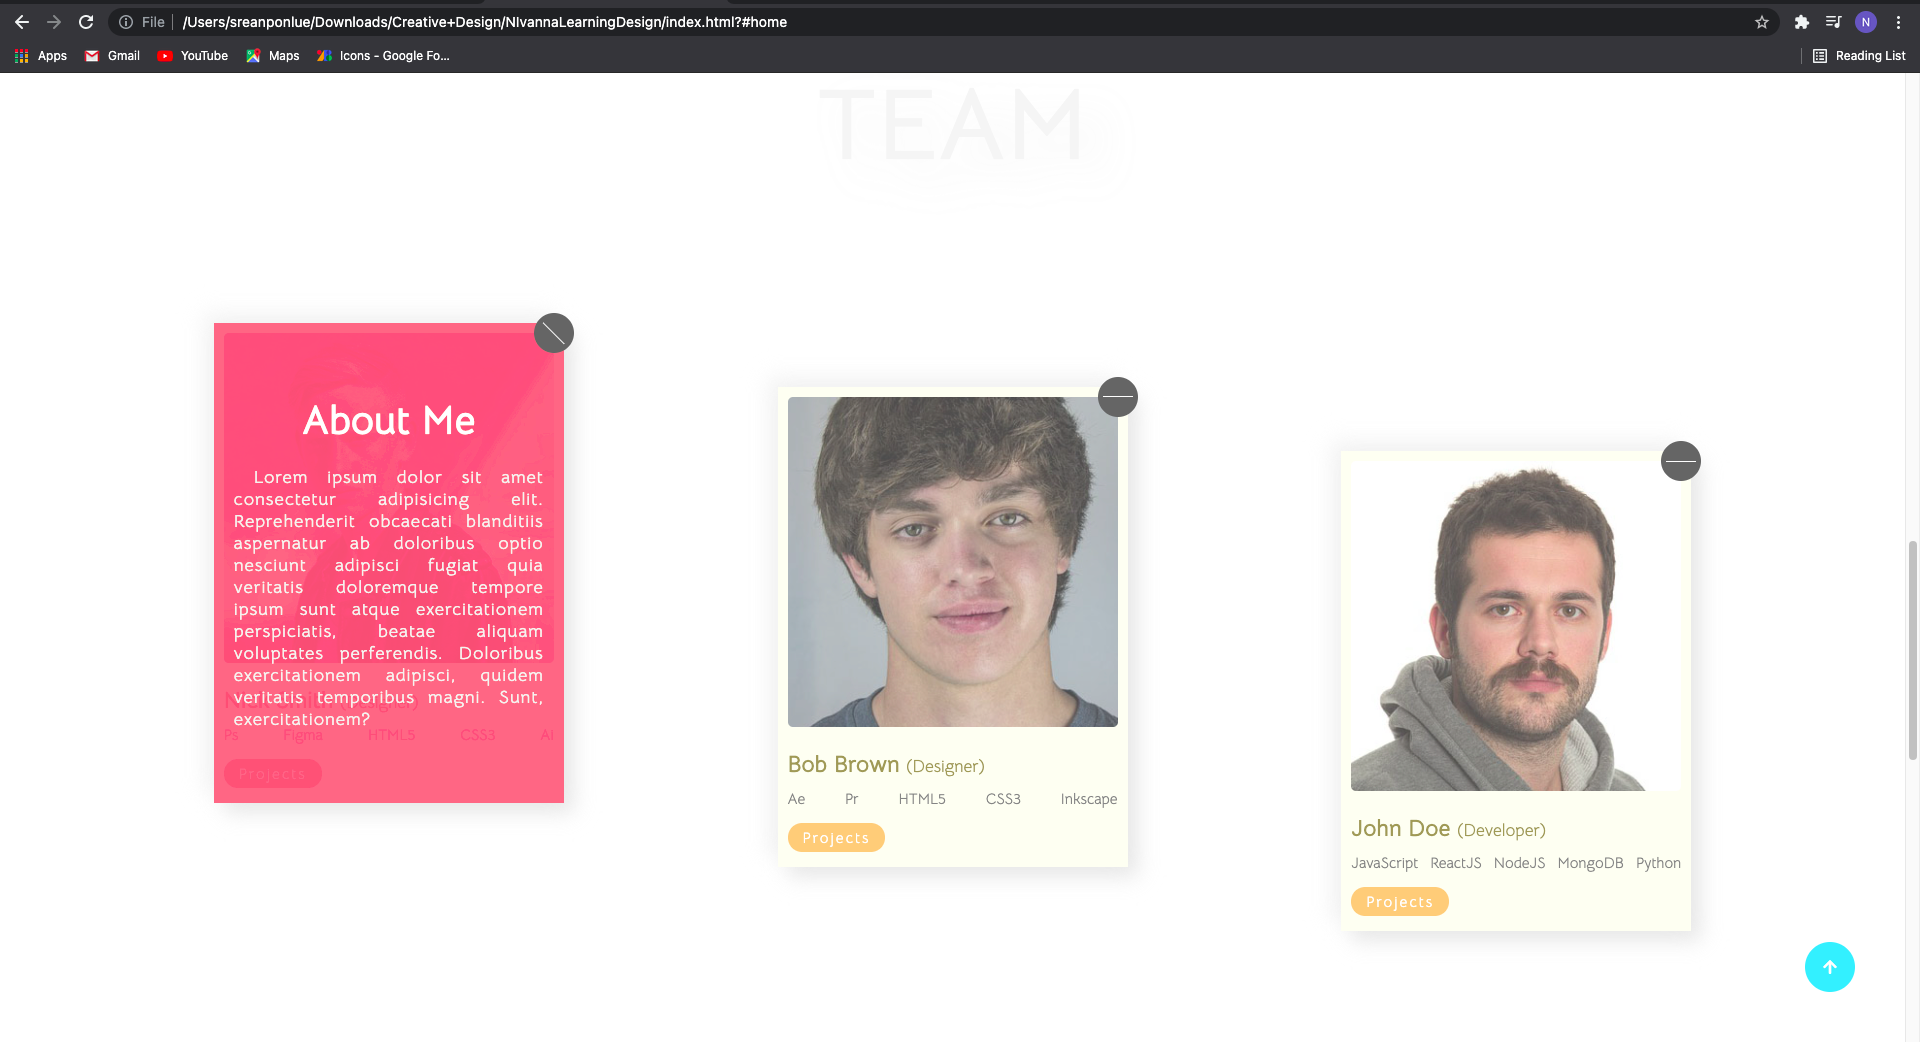 File
/Users/sreanponlue/Downloads/Creative+Design/NIvannaLearningDesign/index.html?#home
N
Apps
Gmail
YouTube
Maps
Icons - Google Fo...
Reading List
TEAM
About Me
Lorem ipsum dolor sit amet
consectetur adipisicing elit.
Reprehenderit obcaecati blanditiis
aspernatur ab doloribus optio
nesciunt adipisci fugiat quia
veritatis doloremque tempore
ipsum sunt atque exercitationem
perspiciatis, beatae aliquam
voluptates perferendis. Doloribus
exercitationem adipisci, quidem
veritatis temporibus magni. Sunt,
exercitationem?
Smith (Designer)
Ps Figma HTML5 CSS3 Ai
Projects
Bob Brown (Designer)
Ae Pr HTML5 CSS3 Inkscape
Projects
John Doe (Developer)
JavaScript ReactJS NodeJS MongoDB Python
Projects